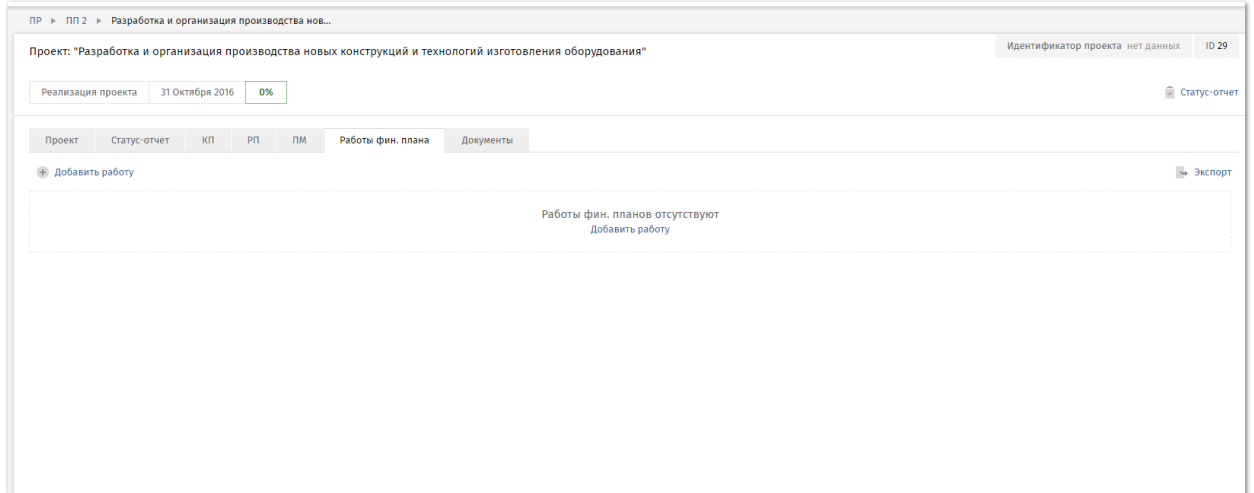 ПР ПП 2 Разработка и организация производства нов...
Проект: "Разработка и организация производства новых конструкций и технологий изготовления оборудования"
Идентификатор проекта нет данных ID 29
Реализация проекта 31 Октября 2016 0%
Статус-отчет
Проект Статус-отчет КП РП ПМ Работы фин. плана Документы
Добавить работу
Экспорт
Работы фин. планов отсутствуют
Добавить работу